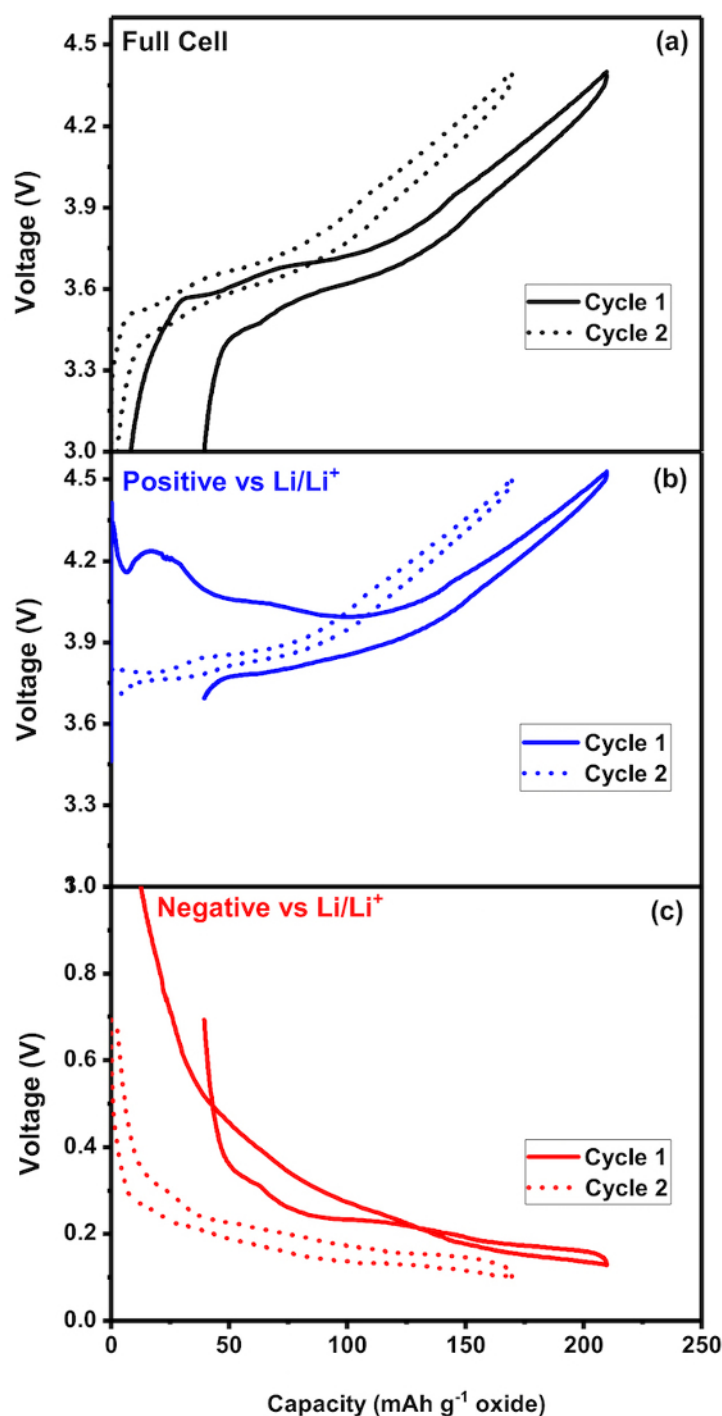 Full Cell
(a)
4.5
4.2
3.9
3.6
3.3
3.0
Voltage (V)
Cycle 1
Cycle 2
Positive vs Li/Li⁺
(b)
4.5
4.2
3.9
3.6
3.3
3.0
Voltage (V)
Cycle 1
Cycle 2
Negative vs Li/Li⁺
(c)
0.8
0.6
0.4
0.2
0.0
Voltage (V)
Cycle 1
Cycle 2
0 50 100 150 200 250
Capacity (mAh g⁻¹ oxide)